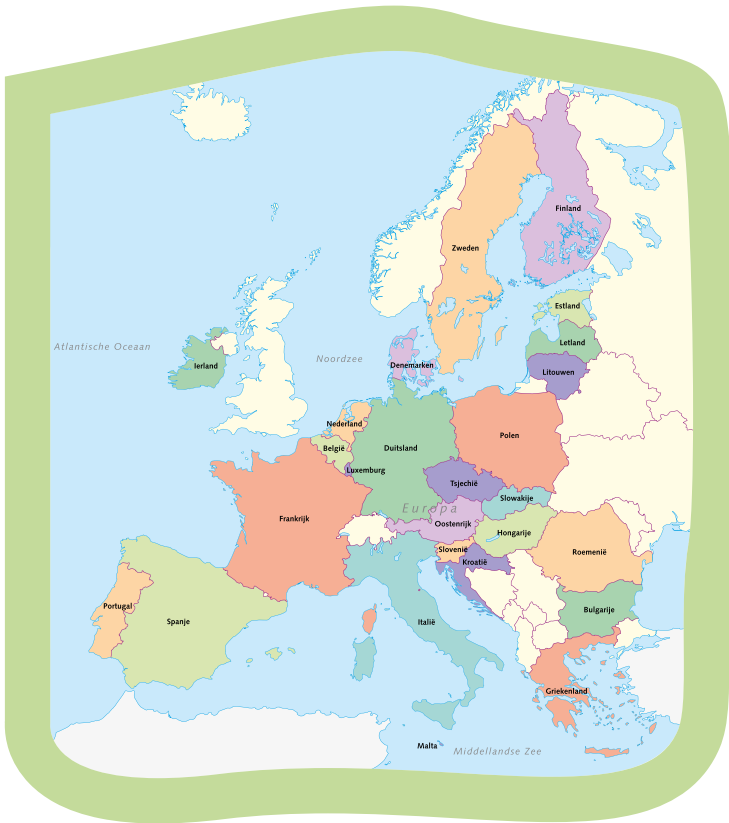 Finland
Zweden
Estland
Letland
Atlantische Oceaan
Noordzee
Ierland
Denemarken
Litouwen
Nederland
Polen
België
Duitsland
Luxemburg
Tsjechië
Slowakije
Europa
Frankrijk
Oostenrijk
Hongarije
Slovenië
Roemenië
Kroatië
Portugal
Bulgarije
Spanje
Italië
Griekenland
Malta
Middellandse Zee